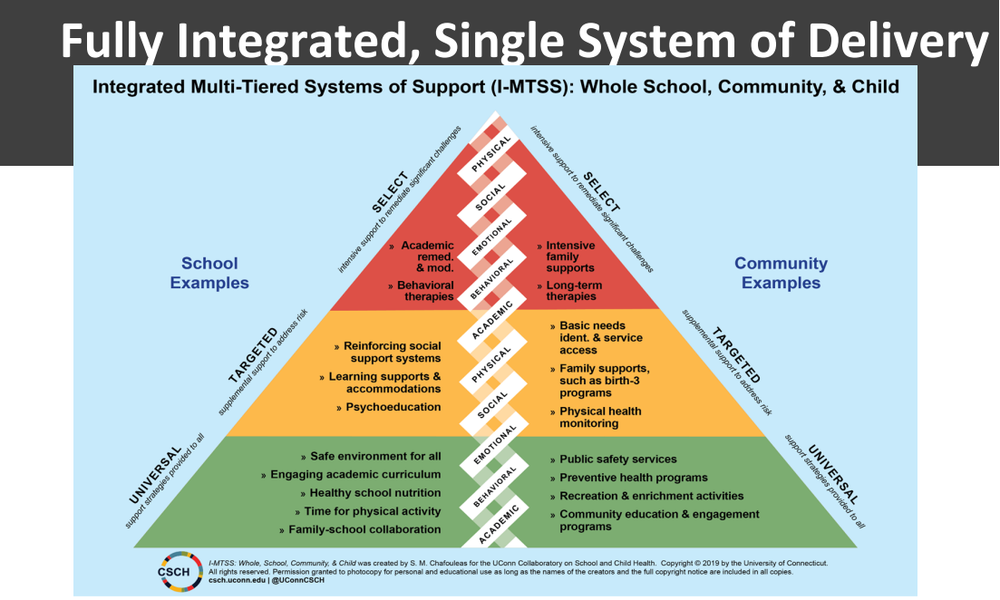 Fully Integrated, Single System of Delivery
Integrated Multi-Tiered Systems of Support (I-MTSS): Whole School, Community, & Child
School
Examples
SELECT
intensive support to remediate significant challenges
TARGETED
supplemental support to address risk
UNIVERSAL
support strategies provided to all
» Academic
remed.
& mod.
» Behavioral
therapies
» Reinforcing social
support systems
» Learning supports &
accommodations
» Psychoeducation
» Safe environment for all
» Engaging academic curriculum
» Healthy school nutrition
» Time for physical activity
» Family-school collaboration
PHYSICAL
SOCIAL
EMOTIONAL
BEHAVIORAL
ACADEMIC
PHYSICAL
SOCIAL
EMOTIONAL
BEHAVIORAL
ACADEMIC
» Intensive
family
supports
» Long-term
therapies
» Basic needs
ident. & service
access
» Family supports,
such as birth-3
programs
» Physical health
monitoring
» Public safety services
» Preventive health programs
» Recreation & enrichment activities
» Community education & engagement
programs
SELECT
intensive support to remediate significant challenges
TARGETED
supplemental support to address risk
UNIVERSAL
support strategies provided to all
Community
Examples
CSCH
I-MTSS: Whole, School, Community, & Child was created by S. M. Chafouleas for the UConn Collaboratory on School and Child Health. Copyright © 2019 by the University of Connecticut.
All rights reserved. Permission granted to photocopy for personal and educational use as long as the names of the creators and the full copyright notice are included in all copies.
csch.uconn.edu | @UConnCSCH